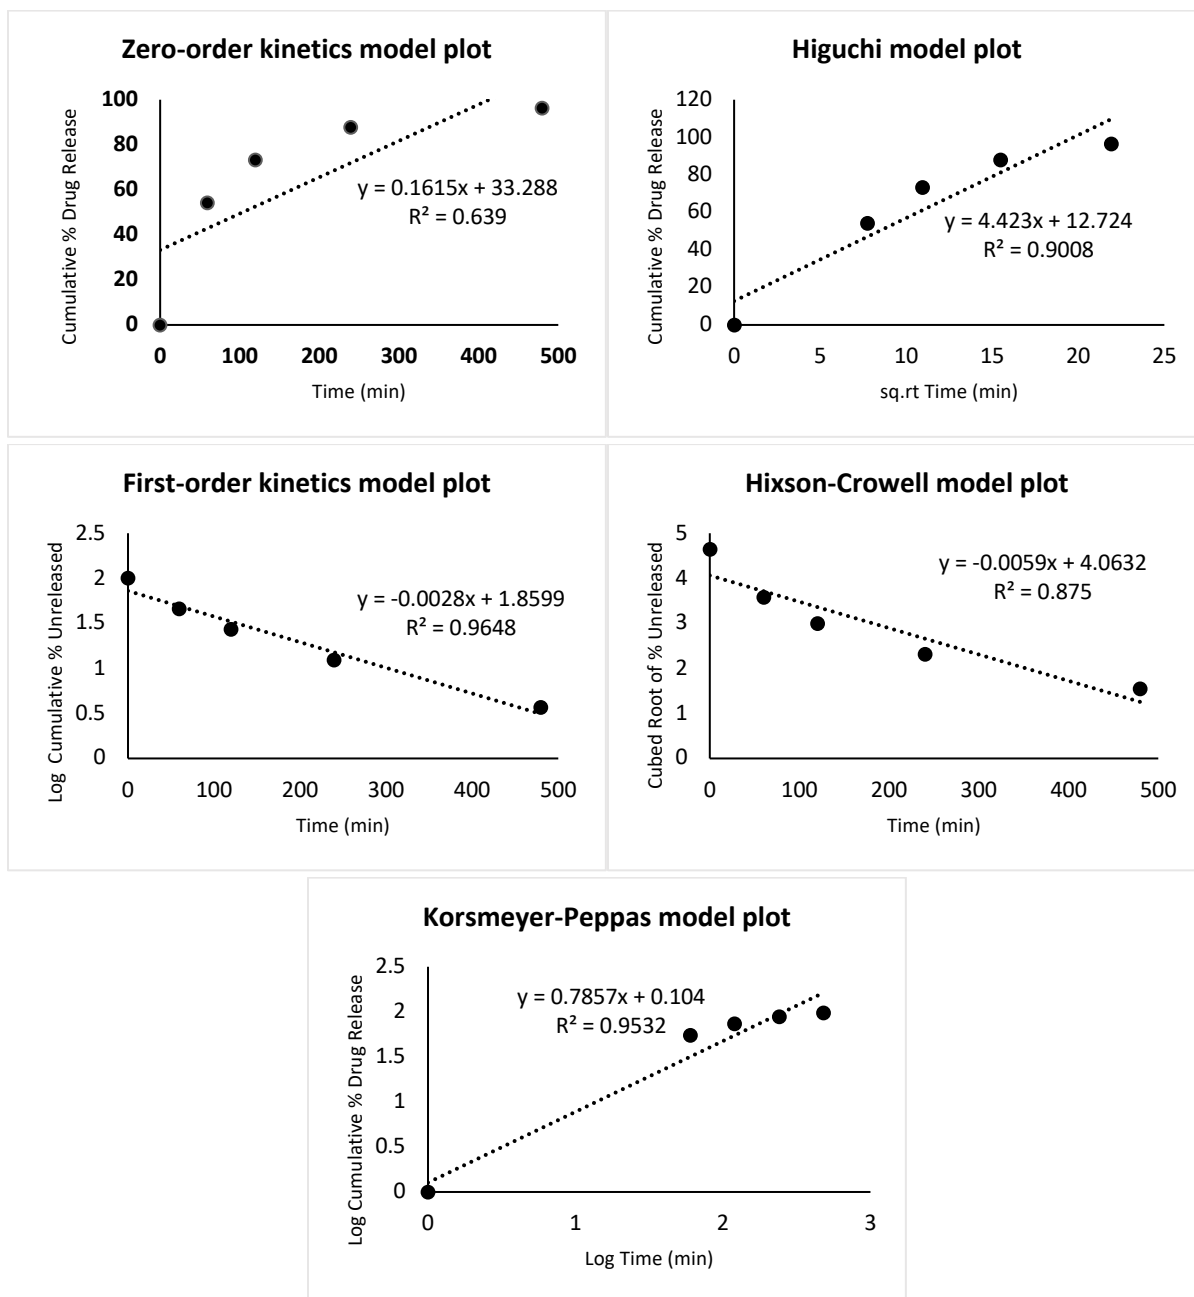 Zero-order kinetics model plot
Cumulative % Drug Release
100
80
60
40
20
0
y = 0.1615x + 33.288
R² = 0.639
0 100 200 300 400 500
Time (min)
Higuchi model plot
Cumulative % Drug Release
120
100
80
60
40
20
0
y = 4.423x + 12.724
R² = 0.9008
0 5 10 15 20 25
sq.rt Time (min)
First-order kinetics model plot
Log Cumulative % Unreleased
2.5
2
1.5
1
0.5
0
y = -0.0028x + 1.8599
R² = 0.9648
0 100 200 300 400 500
Time (min)
Hixson-Crowell model plot
Cubed Root of % Unreleased
5
4
3
2
1
0
y = -0.0059x + 4.0632
R² = 0.875
0 100 200 300 400 500
Time (min)
Korsmeyer-Peppas model plot
Log Cumulative % Drug Release
2.5
2
1.5
1
0.5
0
y = 0.7857x + 0.104
R² = 0.9532
0 1 2 3
Log Time (min)